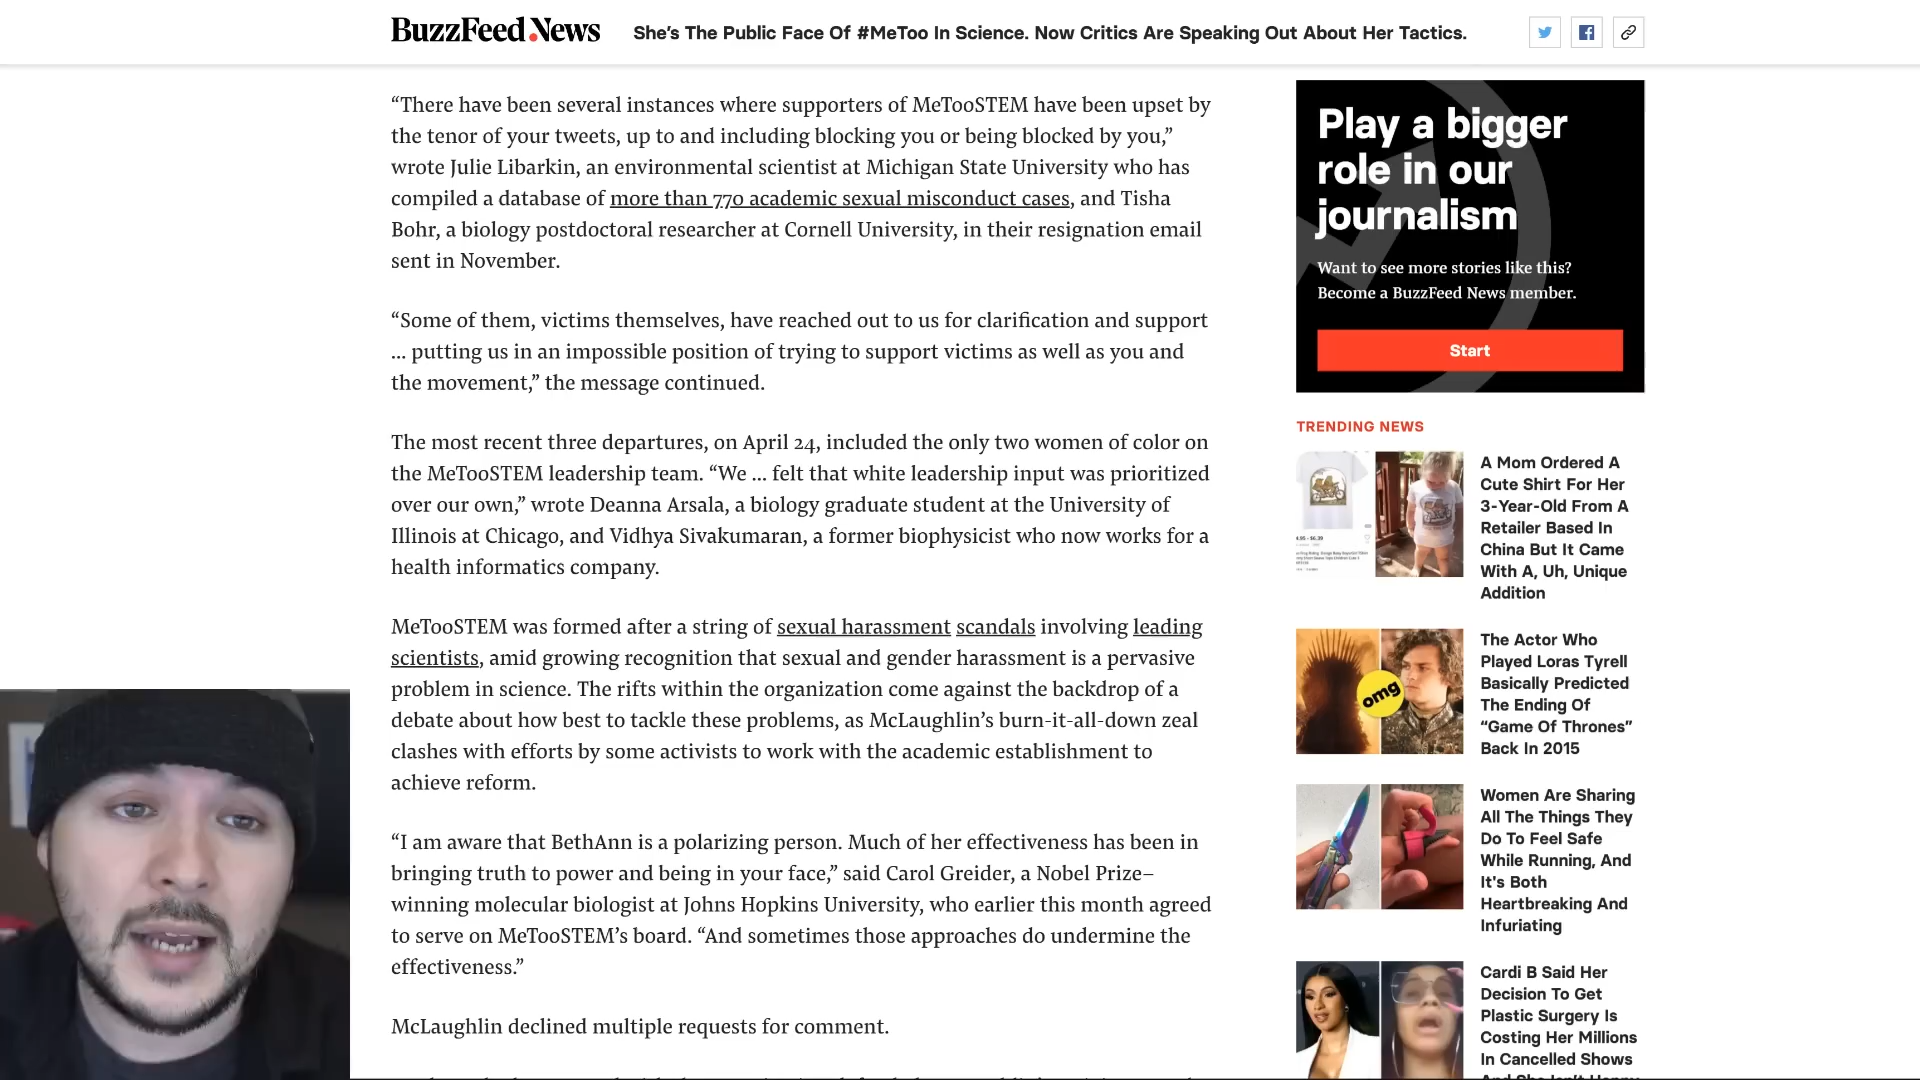 BuzzFeed News
She's The Public Face Of #MeToo In Science. Now Critics Are Speaking Out About Her Tactics.
“There have been several instances where supporters of MeTooSTEM have been upset by
the tenor of your tweets, up to and including blocking you or being blocked by you,”
wrote Julie Libarkin, an environmental scientist at Michigan State University who has
compiled a database of more than 770 academic sexual misconduct cases, and Tisha
Bohr, a biology postdoctoral researcher at Cornell University, in their resignation email
sent in November.
“Some of them, victims themselves, have reached out to us for clarification and support
... putting us in an impossible position of trying to support victims as well as you and
the movement,” the message continued.
The most recent three departures, on April 24, included the only two women of color on
the MeTooSTEM leadership team. “We ... felt that white leadership input was prioritized
over our own,” wrote Deanna Arsala, a biology graduate student at the University of
Illinois at Chicago, and Vidhya Sivakumaran, a former biophysicist who now works for a
health informatics company.
MeTooSTEM was formed after a string of sexual harassment scandals involving leading
scientists, amid growing recognition that sexual and gender harassment is a pervasive
problem in science. The rifts within the organization come against the backdrop of a
debate about how best to tackle these problems, as McLaughlin’s burn-it-all-down zeal
clashes with efforts by some activists to work with the academic establishment to
achieve reform.
“I am aware that BethAnn is a polarizing person. Much of her effectiveness has been in
bringing truth to power and being in your face,” said Carol Greider, a Nobel Prize–
winning molecular biologist at Johns Hopkins University, who earlier this month agreed
to serve on MeTooSTEM’s board. “And sometimes those approaches do undermine the
effectiveness.”
McLaughlin declined multiple requests for comment.
Play a bigger
role in our
journalism
Want to see more stories like this?
Become a BuzzFeed News member.
Start
TRENDING NEWS
A Mom Ordered A
Cute Shirt For Her
3-Year-Old From A
Retailer Based In
China But It Came
With A, Uh, Unique
Addition
omg
The Actor Who
Played Loras Tyrell
Basically Predicted
The Ending Of
“Game Of Thrones”
Back In 2015
Women Are Sharing
All The Things They
Do To Feel Safe
While Running, And
It's Both
Heartbreaking And
Infuriating
Cardi B Said Her
Decision To Get
Plastic Surgery Is
Costing Her Millions
In Cancelled Shows